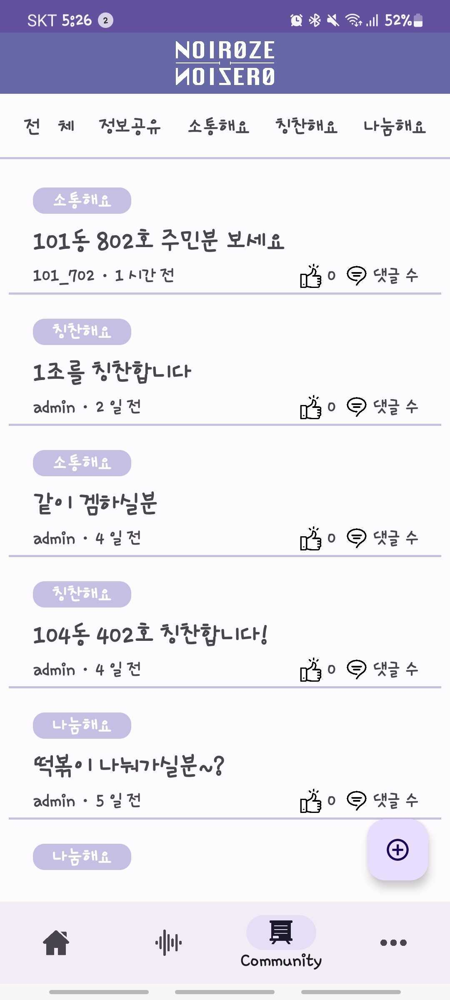 SKT 5:26 2 52%
NOIROZE
NOIZERO
전 체 정보공유 소통해요 칭찬해요 나눔해요
소통해요
101동 802호 주민분 보세요
101_702 • 1 시간 전 0 댓글 수
칭찬해요
1조를 칭찬합니다
admin • 2 일 전 0 댓글 수
소통해요
같이 겜하실분
admin • 4 일 전 0 댓글 수
칭찬해요
104동 402호 칭찬합니다!
admin • 4 일 전 0 댓글 수
나눔해요
떡볶이 나눠가실분~?
admin • 5 일 전 0 댓글 수
나눔해요
Community